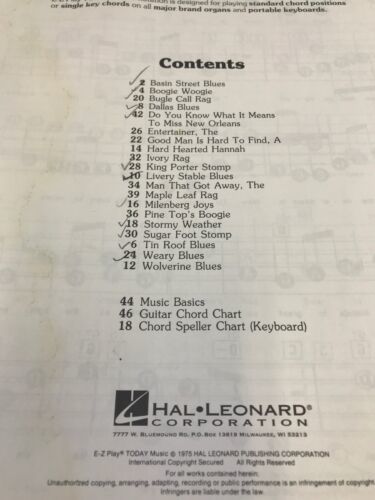 is designed for playing standard chord positions
or single key chords on all major brand organs and portable keyboards.
Contents
2 Basin Street Blues
4 Boogie Woogie
20 Bugle Call Rag
8 Dallas Blues
42 Do You Know What It Means
To Miss New Orleans
26 Entertainer, The
22 Good Man Is Hard To Find, A
14 Hard Hearted Hannah
32 Ivory Rag
28 King Porter Stomp
10 Livery Stable Blues
34 Man That Got Away, The
39 Maple Leaf Rag
16 Milenberg Joys
36 Pine Top's Boogie
18 Stormy Weather
30 Sugar Foot Stomp
6 Tin Roof Blues
24 Weary Blues
12 Wolverine Blues
44 Music Basics
46 Guitar Chord Chart
18 Chord Speller Chart (Keyboard)
HAL•LEONARD®
CORPORATION
7777 W. BLUEMOUND RD. P.O. BOX 13819 MILWAUKEE, WI 53213
E-Z Play® TODAY Music © 1975 HAL LEONARD PUBLISHING CORPORATION
International Copyright Secured All Rights Reserved
For all works contained herein:
Unauthorized copying, arranging, adapting, recording or public performance is an infringement of copyright.
Infringers are liable under the law.